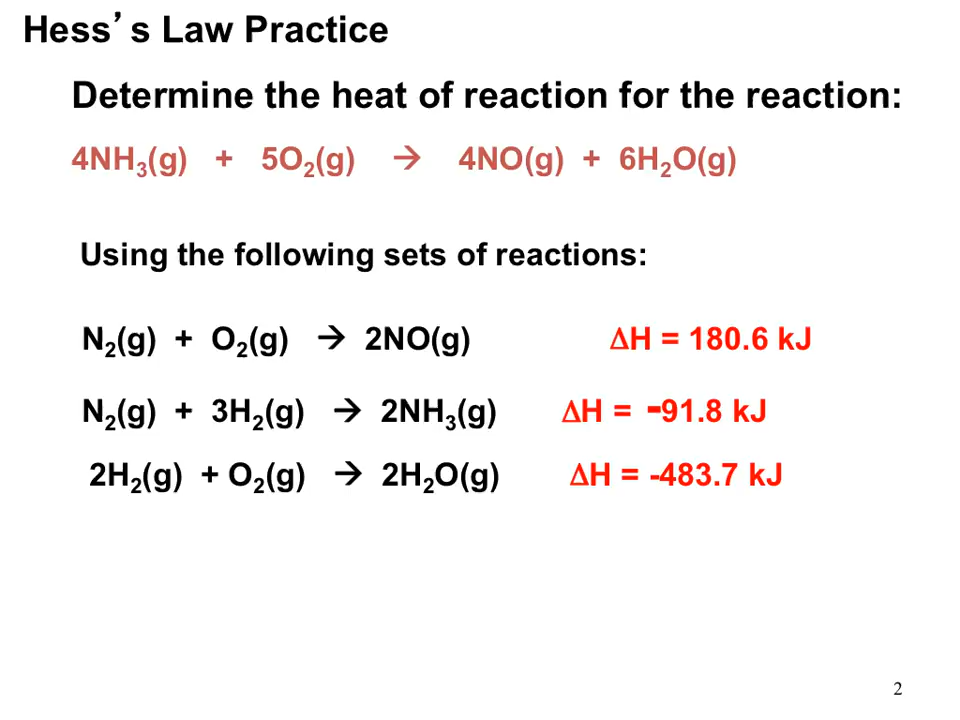 Hess’s Law Practice
Determine the heat of reaction for the reaction:
4NH₃(g) + 5O₂(g) → 4NO(g) + 6H₂O(g)
Using the following sets of reactions:
N₂(g) + O₂(g) → 2NO(g) ΔH = 180.6 kJ
N₂(g) + 3H₂(g) → 2NH₃(g) ΔH = -91.8 kJ
2H₂(g) + O₂(g) → 2H₂O(g) ΔH = -483.7 kJ
2